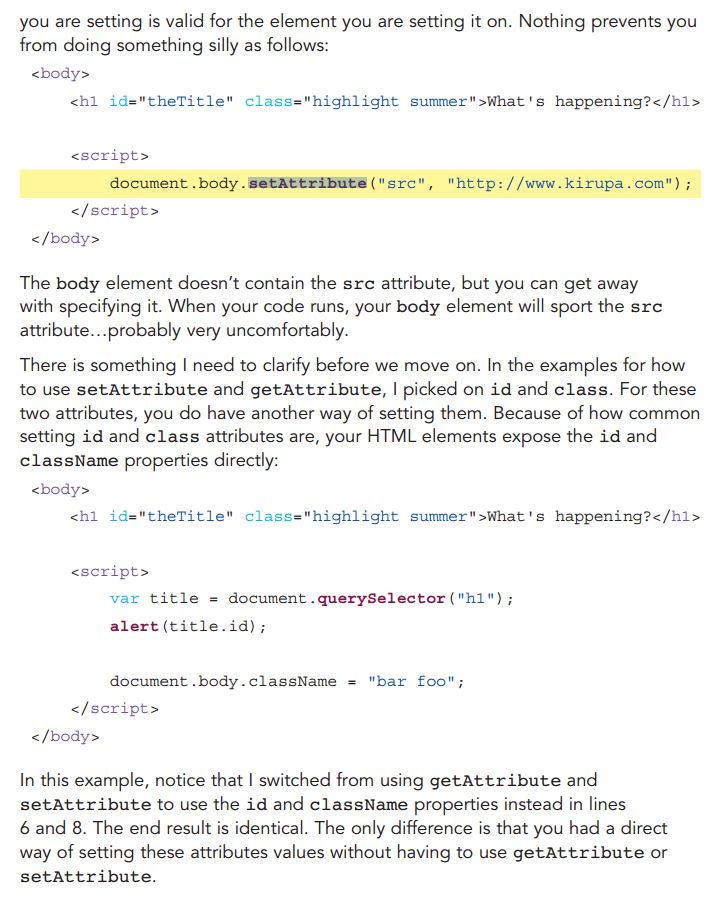 you are setting is valid for the element you are setting it on. Nothing prevents you
from doing something silly as follows:
<body>
<h1 id="theTitle" class="highlight summer">What's happening?</h1>
<script>
document.body.setAttribute("src", "http://www.kirupa.com");
</script>
</body>
The body element doesn’t contain the src attribute, but you can get away
with specifying it. When your code runs, your body element will sport the src
attribute…probably very uncomfortably.
There is something I need to clarify before we move on. In the examples for how
to use setAttribute and getAttribute, I picked on id and class. For these
two attributes, you do have another way of setting them. Because of how common
setting id and class attributes are, your HTML elements expose the id and
className properties directly:
<body>
<h1 id="theTitle" class="highlight summer">What's happening?</h1>
<script>
var title = document.querySelector("h1");
alert(title.id);
document.body.className = "bar foo";
</script>
</body>
In this example, notice that I switched from using getAttribute and
setAttribute to use the id and className properties instead in lines
6 and 8. The end result is identical. The only difference is that you had a direct
way of setting these attributes values without having to use getAttribute or
setAttribute.